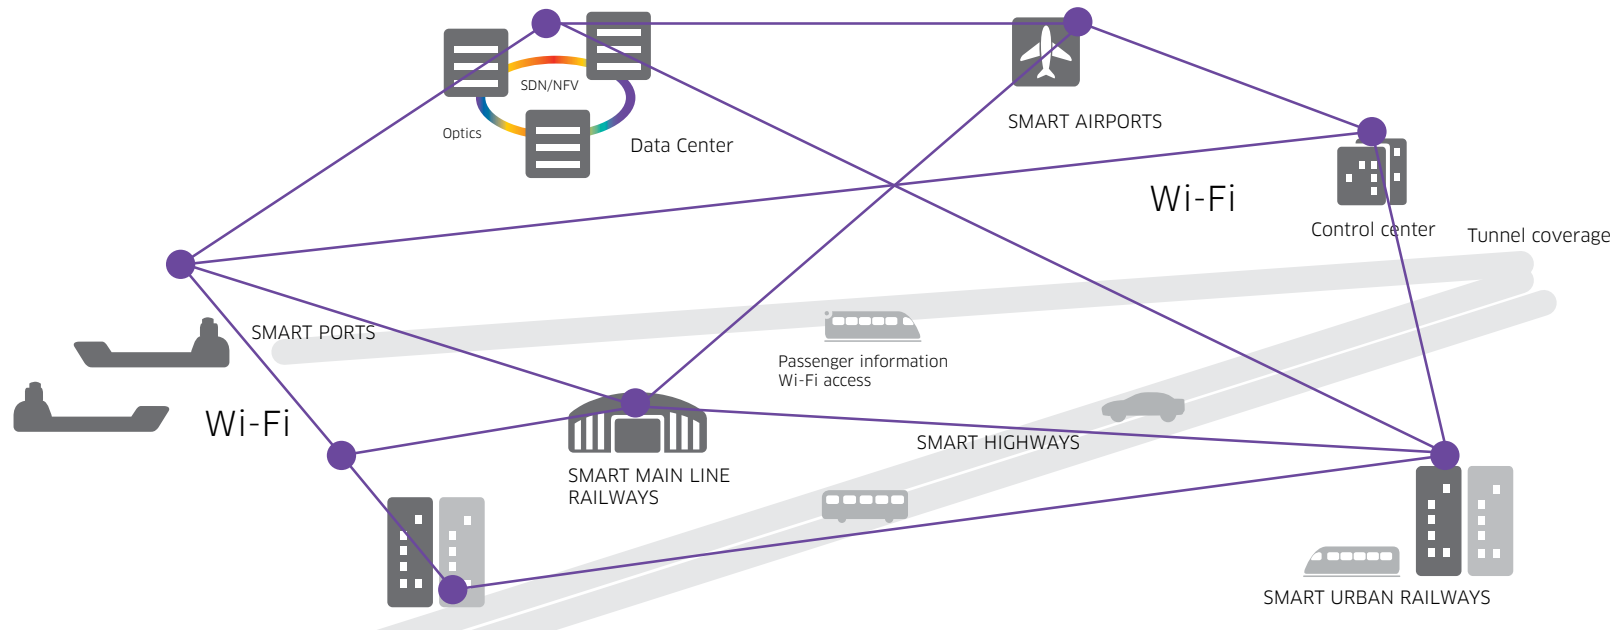 SDN/NFV
Optics
Data Center
SMART AIRPORTS
Wi-Fi
Control center
Tunnel coverage
SMART PORTS
Passenger information
Wi-Fi access
Wi-Fi
SMART HIGHWAYS
SMART MAIN LINE
RAILWAYS
SMART URBAN RAILWAYS